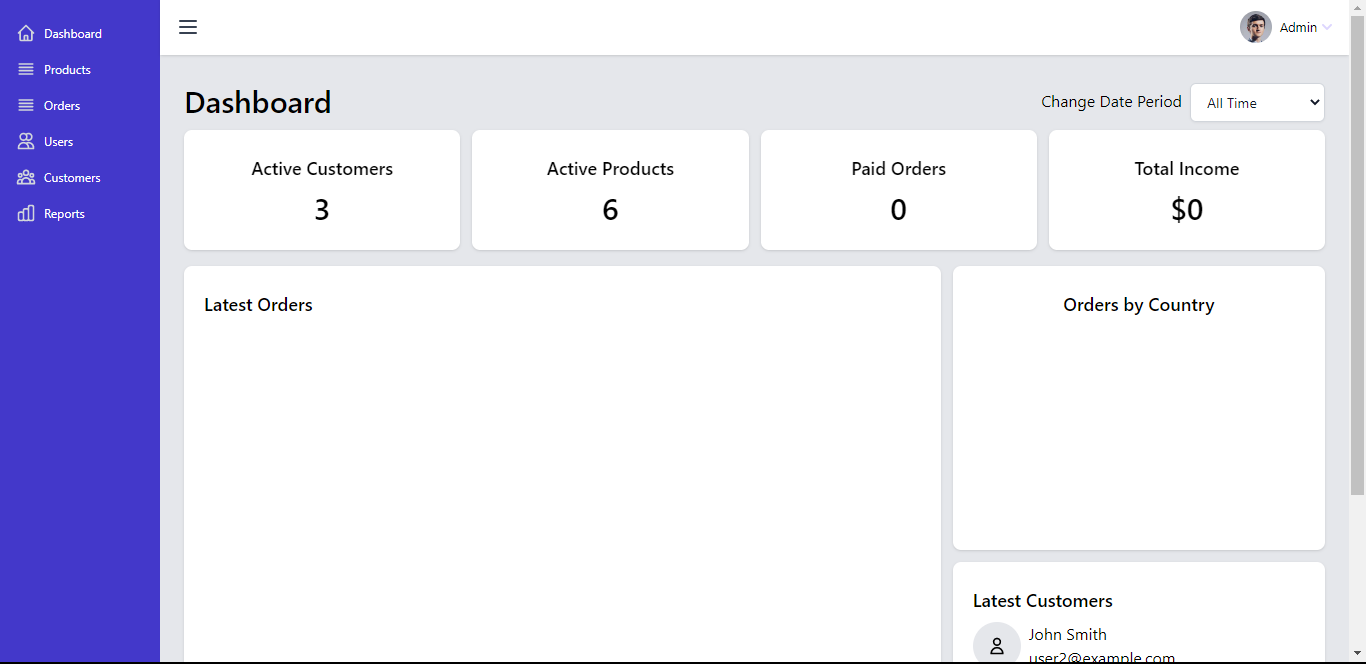 Dashboard
Products
Orders
Users
Customers
Reports
Admin
Dashboard
Change Date Period
All Time
Active Customers
3
Active Products
6
Paid Orders
0
Total Income
$0
Latest Orders
Orders by Country
Latest Customers
John Smith
user2@example.com